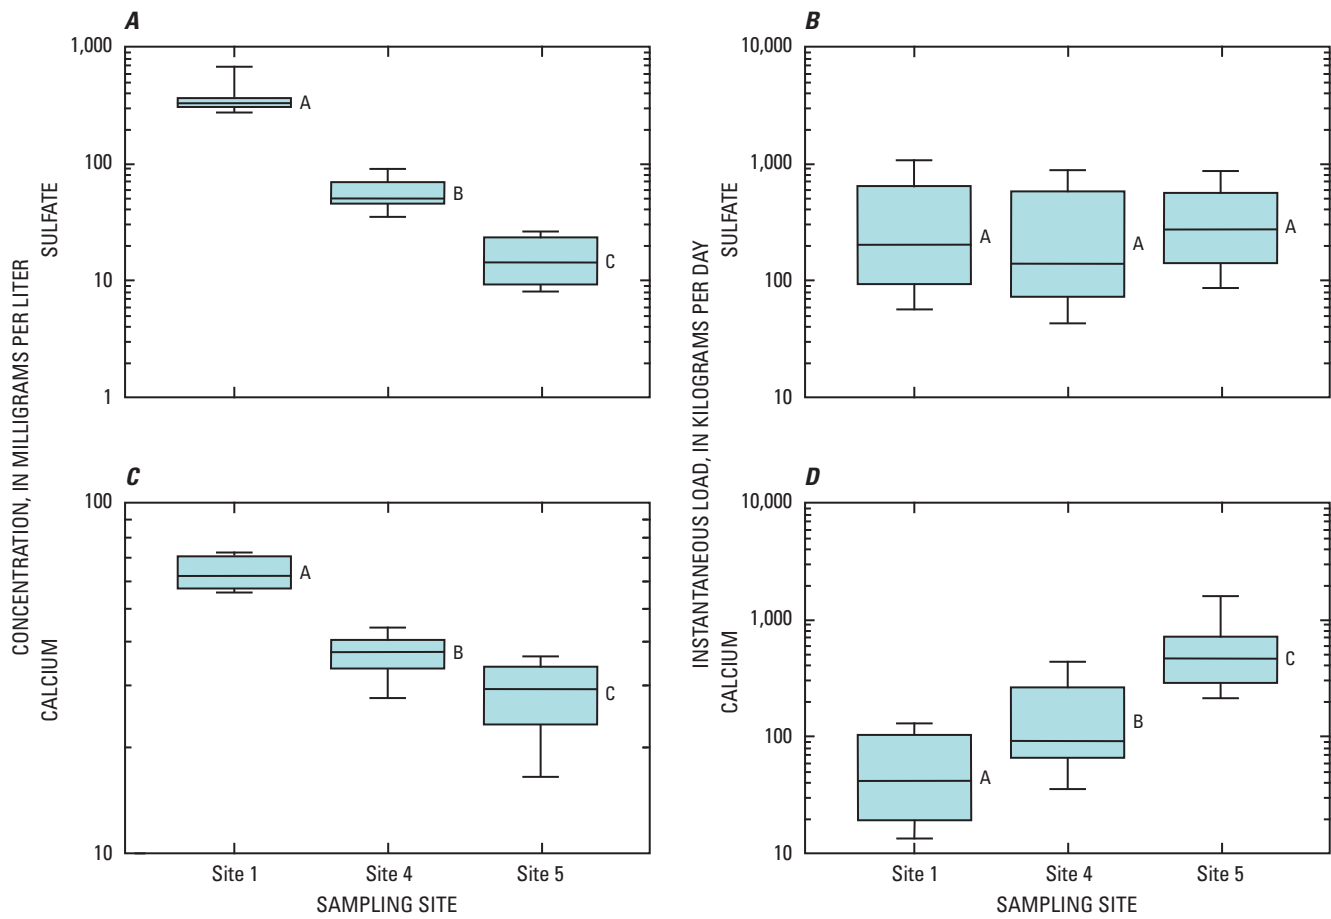 A
1,000
100
10
1
SULFATE
A
B
C
B
10,000
1,000
100
10
SULFATE
A
A
A
CONCENTRATION, IN MILLIGRAMS PER LITER
INSTANTANEOUS LOAD, IN KILOGRAMS PER DAY
C
100
10
CALCIUM
A
B
C
Site 1
Site 4
Site 5
SAMPLING SITE
D
10,000
1,000
100
10
CALCIUM
A
B
C
Site 1
Site 4
Site 5
SAMPLING SITE